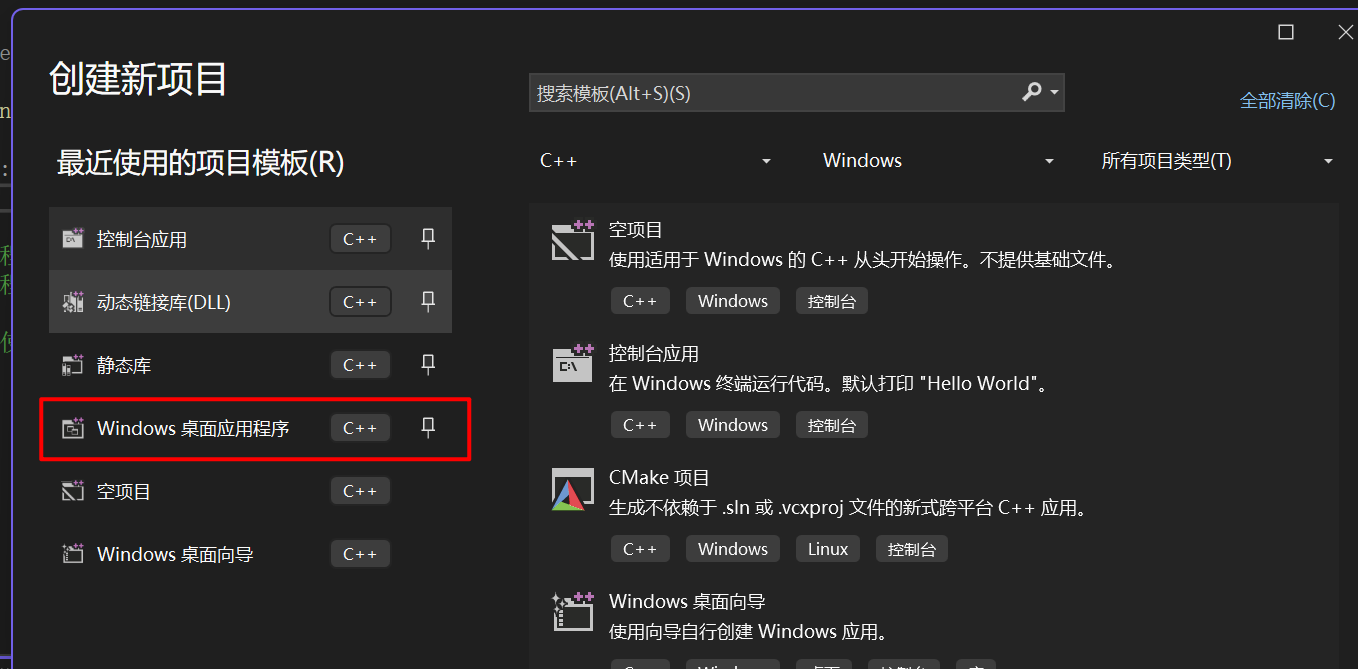 创建新项目
搜索模板(Alt+S)(S)
全部清除(C)
最近使用的项目模板(R)
C++
Windows
所有项目类型(T)
控制台应用 C++
动态链接库(DLL) C++
静态库 C++
Windows 桌面应用程序 C++
空项目 C++
Windows 桌面向导 C++
空项目
使用适用于 Windows 的 C++ 从头开始操作。不提供基础文件。
C++ Windows 控制台
控制台应用
在 Windows 终端运行代码。默认打印 "Hello World"。
C++ Windows 控制台
CMake 项目
生成不依赖于 .sln 或 .vcxproj 文件的新式跨平台 C++ 应用。
C++ Windows Linux 控制台
Windows 桌面向导
使用向导自行创建 Windows 应用。